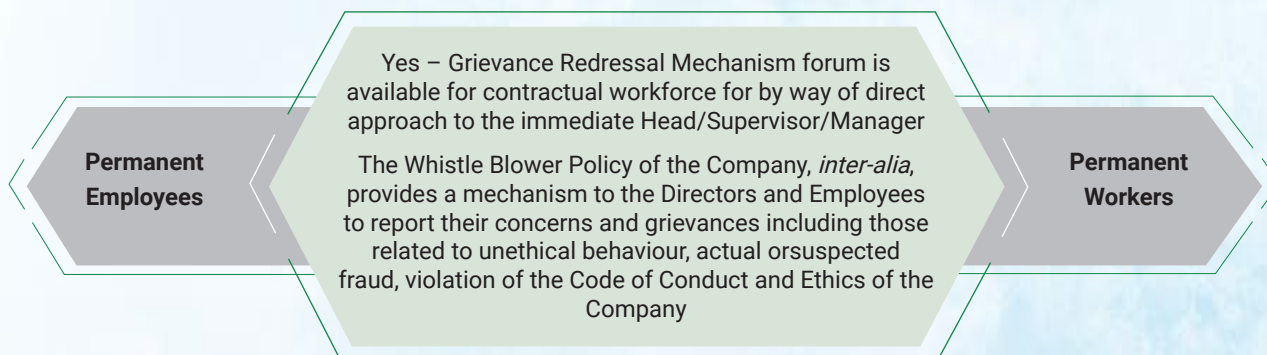 Permanent
Employees
Yes – Grievance Redressal Mechanism forum is
available for contractual workforce for by way of direct
approach to the immediate Head/Supervisor/Manager
The Whistle Blower Policy of the Company, inter-alia,
provides a mechanism to the Directors and Employees
to report their concerns and grievances including those
related to unethical behaviour, actual orsuspected
fraud, violation of the Code of Conduct and Ethics of the
Company
Permanent
Workers